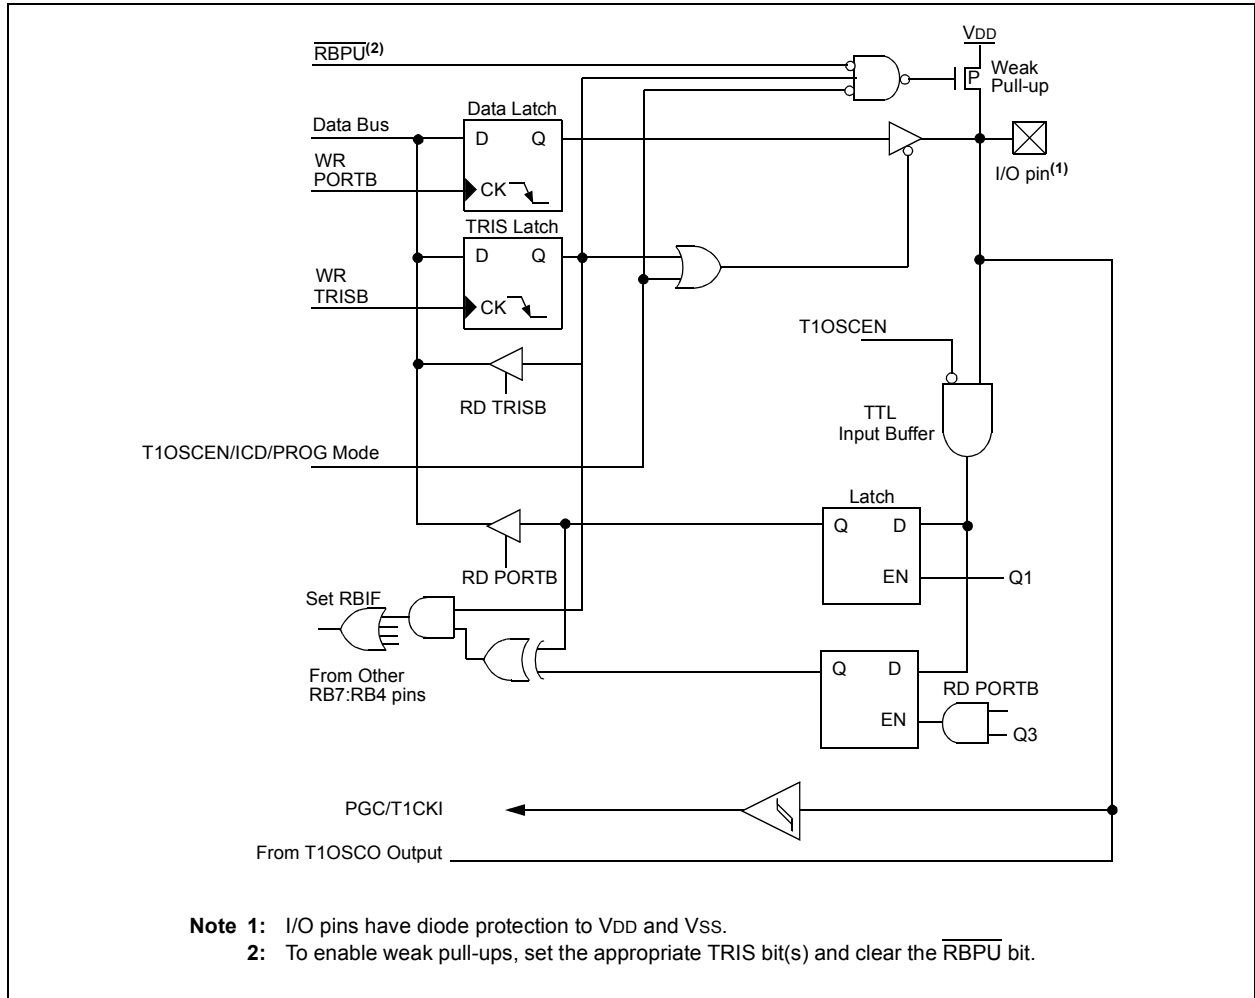 RBPU(2)
VDD
P
Weak
Pull-up
Data Latch
Data Bus
D Q
WR
PORTB
CK
I/O pin(1)
TRIS Latch
D Q
WR
TRISB
CK
T1OSCEN
RD TRISB
TTL
Input Buffer
T1OSCEN/ICD/PROG Mode
Latch
Q D
EN
Q1
RD PORTB
Set RBIF
From Other
RB7:RB4 pins
Q D
RD PORTB
EN
Q3
PGC/T1CKI
From T1OSCO Output
Note 1: I/O pins have diode protection to VDD and VSS.
2: To enable weak pull-ups, set the appropriate TRIS bit(s) and clear the RBPU bit.